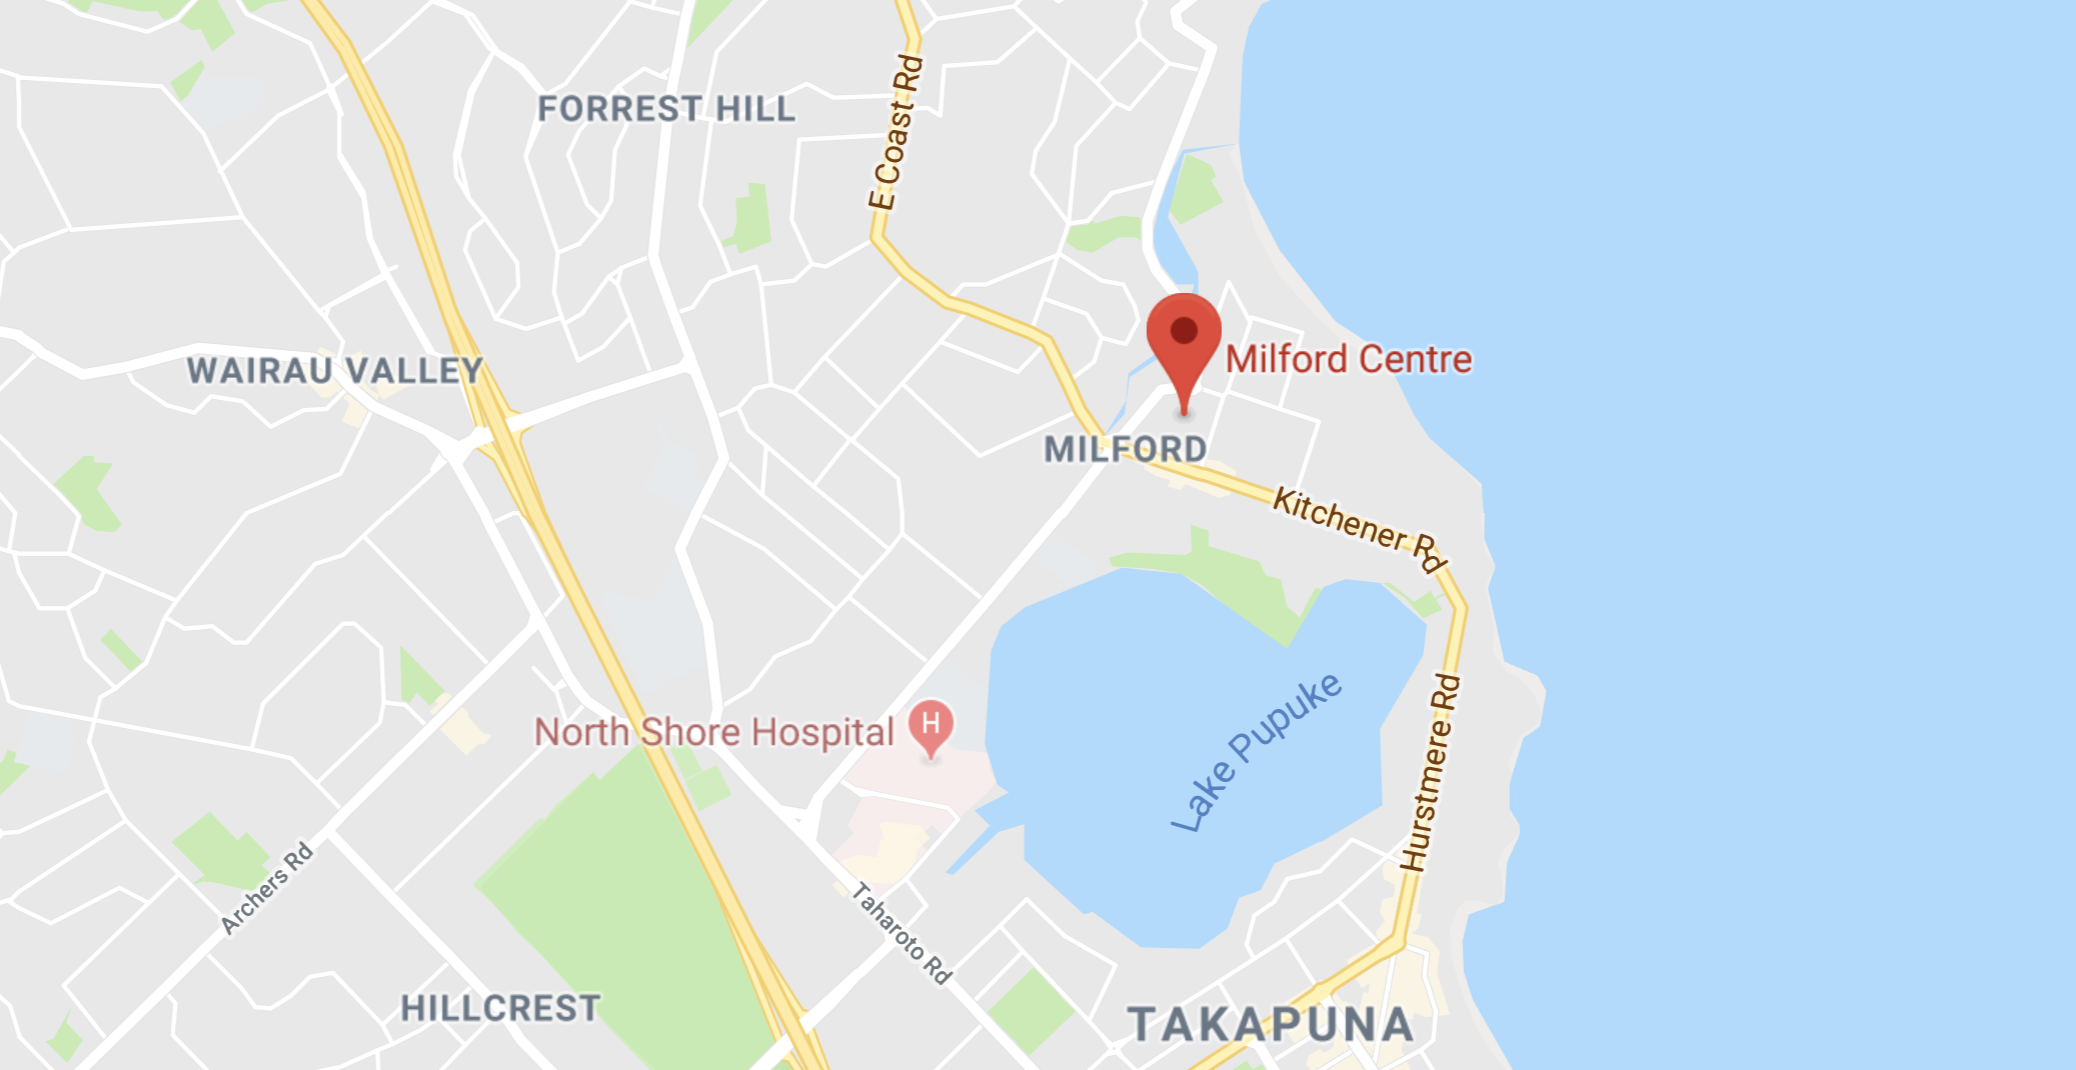 E Coast Rd
FORREST HILL
WAIRAU VALLEY
Milford Centre
MILFORD
Kitchener Rd
North Shore Hospital
H
Lake Pupuke
Hurstmere Rd
Archers Rd
Taharoto Rd
HILLCREST
TAKAPUNA